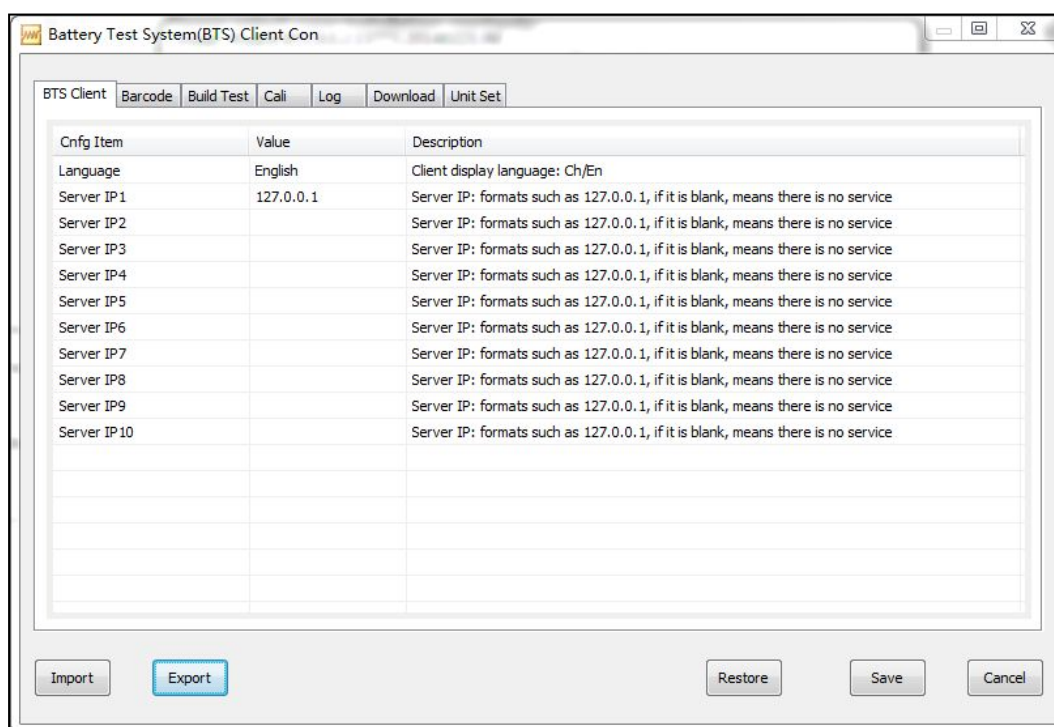 Battery Test System(BTS) Client Con
BTS Client Barcode Build Test Cali Log Download Unit Set
Cnfg Item Value Description
Language English Client display language: Ch/En
Server IP1 127.0.0.1 Server IP: formats such as 127.0.0.1, if it is blank, means there is no service
Server IP2 Server IP: formats such as 127.0.0.1, if it is blank, means there is no service
Server IP3 Server IP: formats such as 127.0.0.1, if it is blank, means there is no service
Server IP4 Server IP: formats such as 127.0.0.1, if it is blank, means there is no service
Server IP5 Server IP: formats such as 127.0.0.1, if it is blank, means there is no service
Server IP6 Server IP: formats such as 127.0.0.1, if it is blank, means there is no service
Server IP7 Server IP: formats such as 127.0.0.1, if it is blank, means there is no service
Server IP8 Server IP: formats such as 127.0.0.1, if it is blank, means there is no service
Server IP9 Server IP: formats such as 127.0.0.1, if it is blank, means there is no service
Server IP10 Server IP: formats such as 127.0.0.1, if it is blank, means there is no service
Import Export Restore Save Cancel